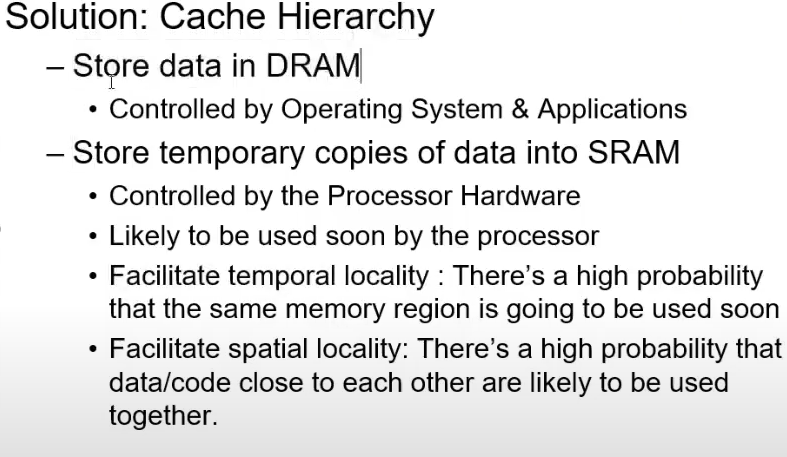 Solution: Cache Hierarchy
– Store data in DRAM
• Controlled by Operating System & Applications
– Store temporary copies of data into SRAM
• Controlled by the Processor Hardware
• Likely to be used soon by the processor
• Facilitate temporal locality : There's a high probability
that the same memory region is going to be used soon
• Facilitate spatial locality: There's a high probability that
data/code close to each other are likely to be used
together.